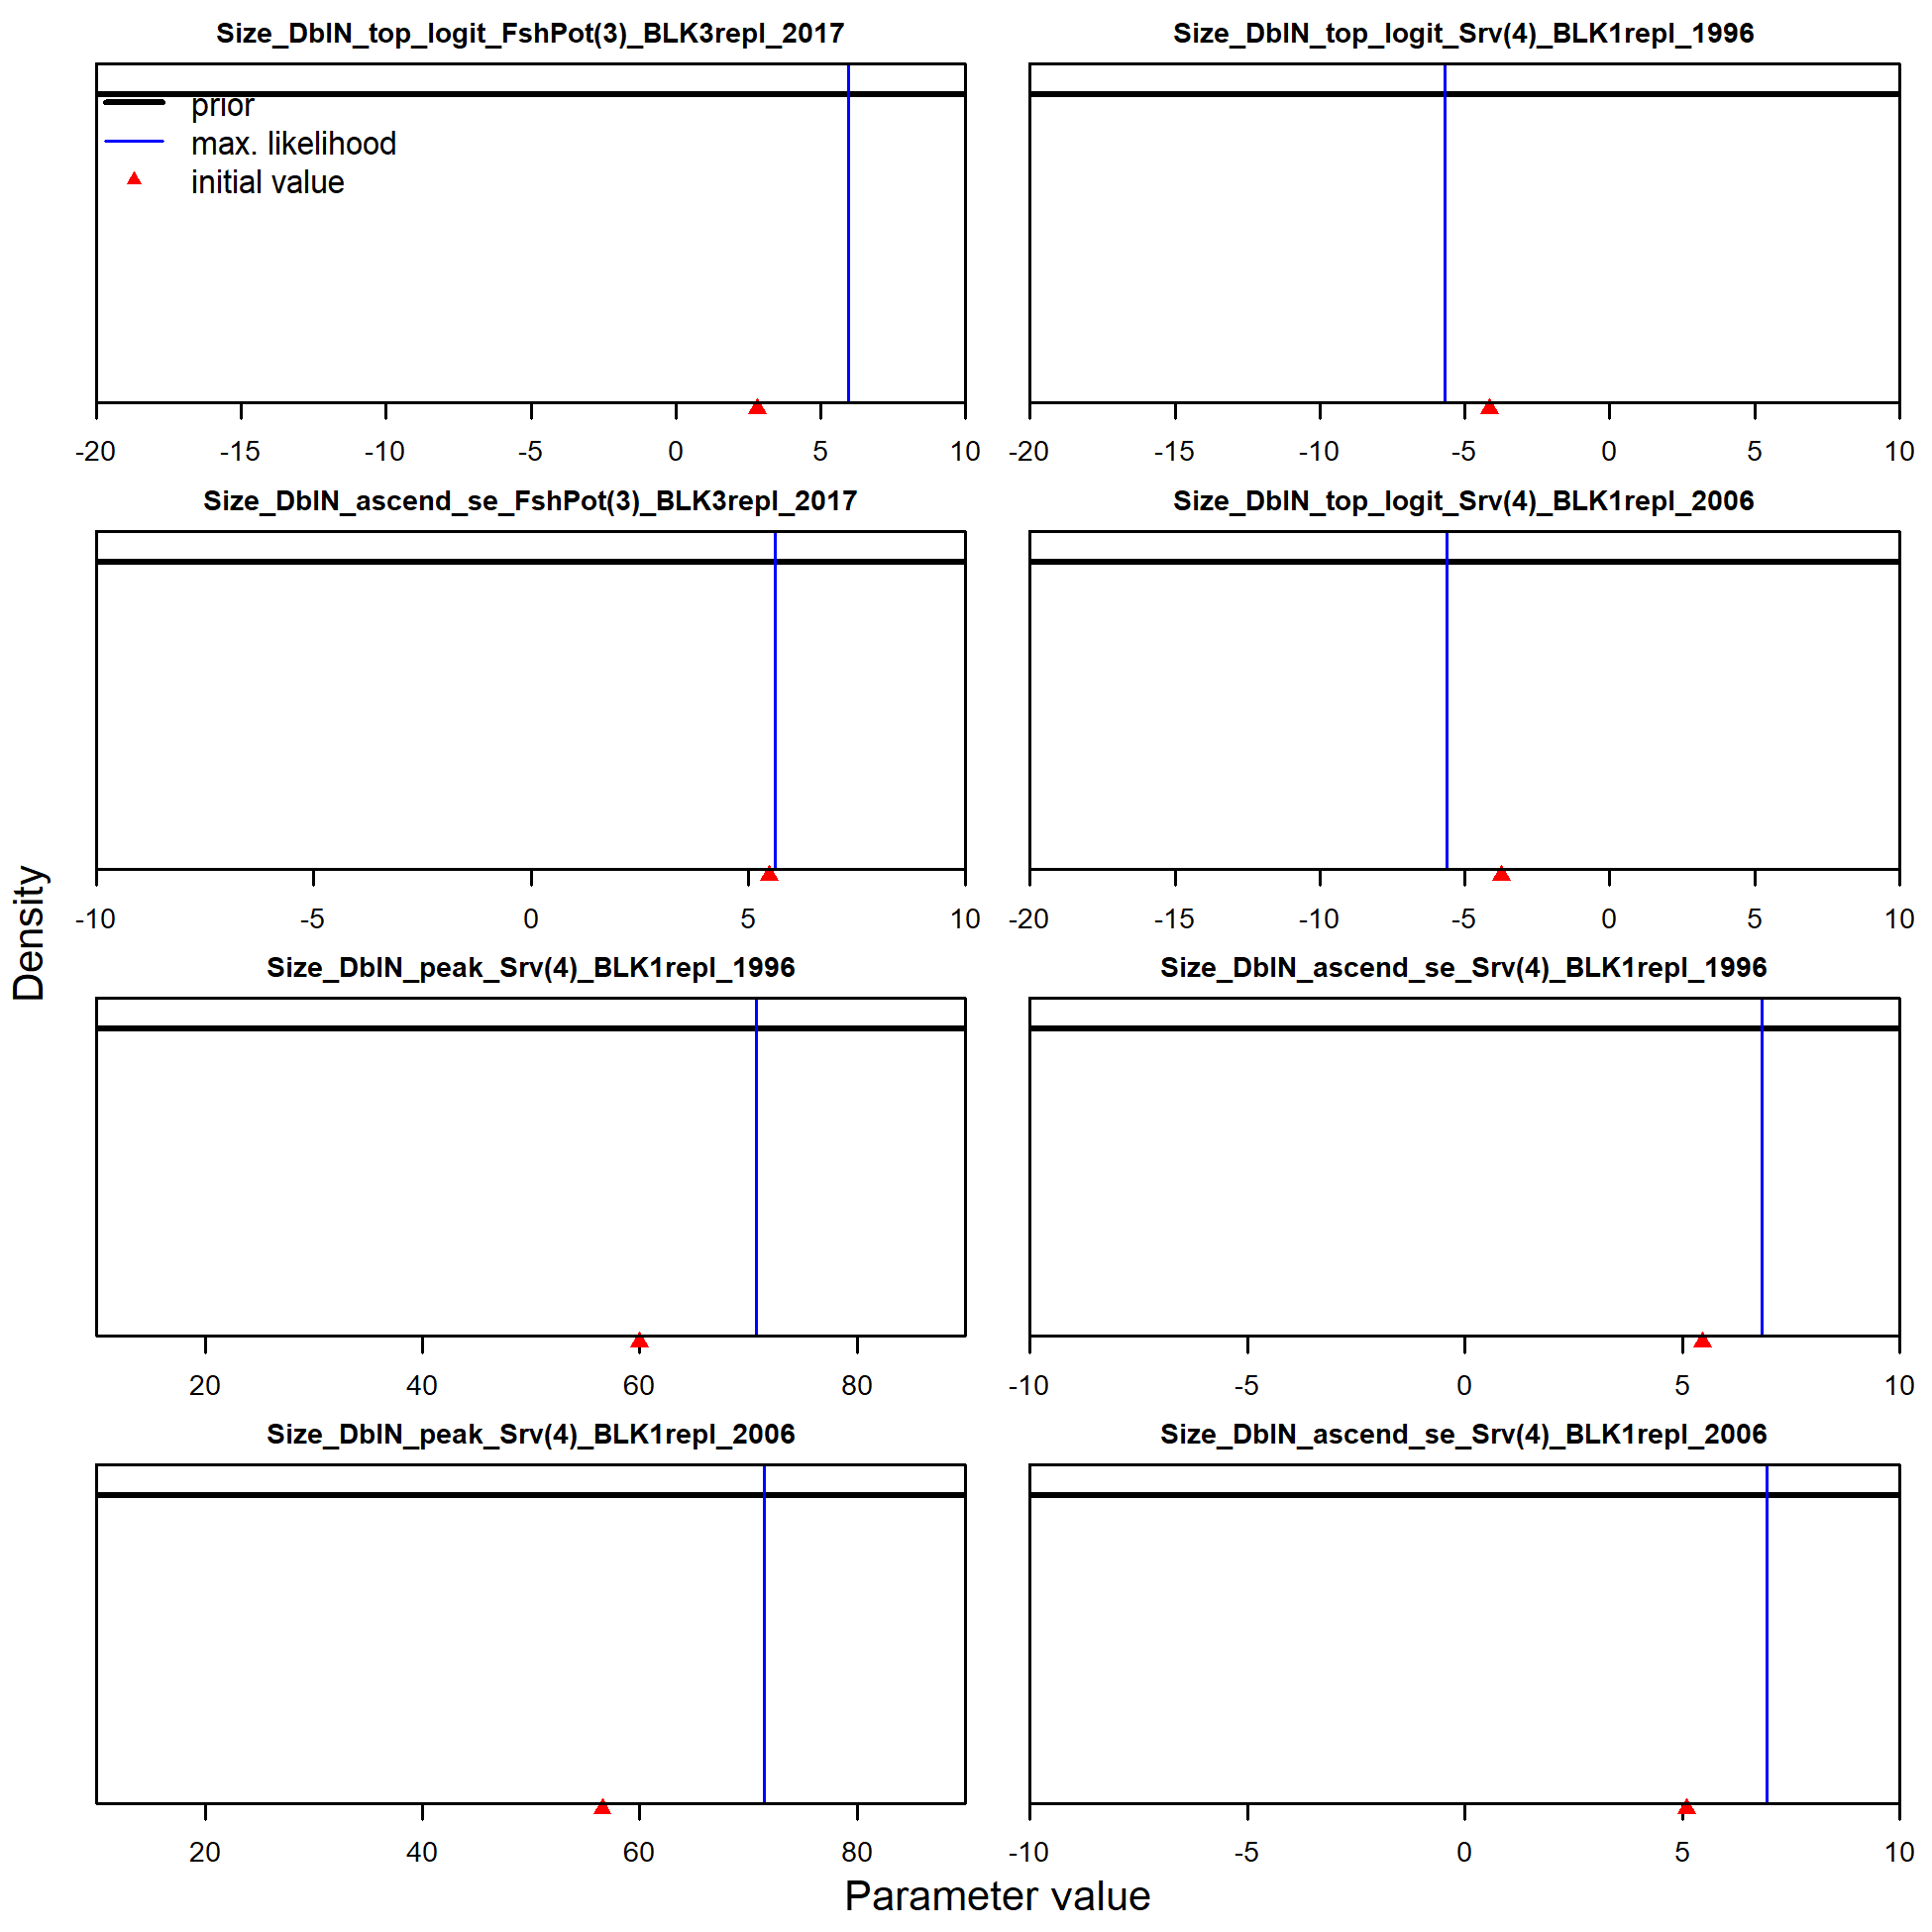 Size_DblN_top_logit_FshPot(3)_BLK3repl_2017
prior
max. likelihood
initial value
-20 -15 -10 -5 0 5 10
Size_DblN_top_logit_Srv(4)_BLK1repl_1996
-20 -15 -10 -5 0 5 10
Size_DblN_ascend_se_FshPot(3)_BLK3repl_2017
-10 -5 0 5 10
Size_DblN_top_logit_Srv(4)_BLK1repl_2006
-20 -15 -10 -5 0 5 10
Size_DblN_peak_Srv(4)_BLK1repl_1996
20 40 60 80
Size_DblN_ascend_se_Srv(4)_BLK1repl_1996
-10 -5 0 5 10
Size_DblN_peak_Srv(4)_BLK1repl_2006
20 40 60 80
Size_DblN_ascend_se_Srv(4)_BLK1repl_2006
-10 -5 0 5 10
Density
Parameter value